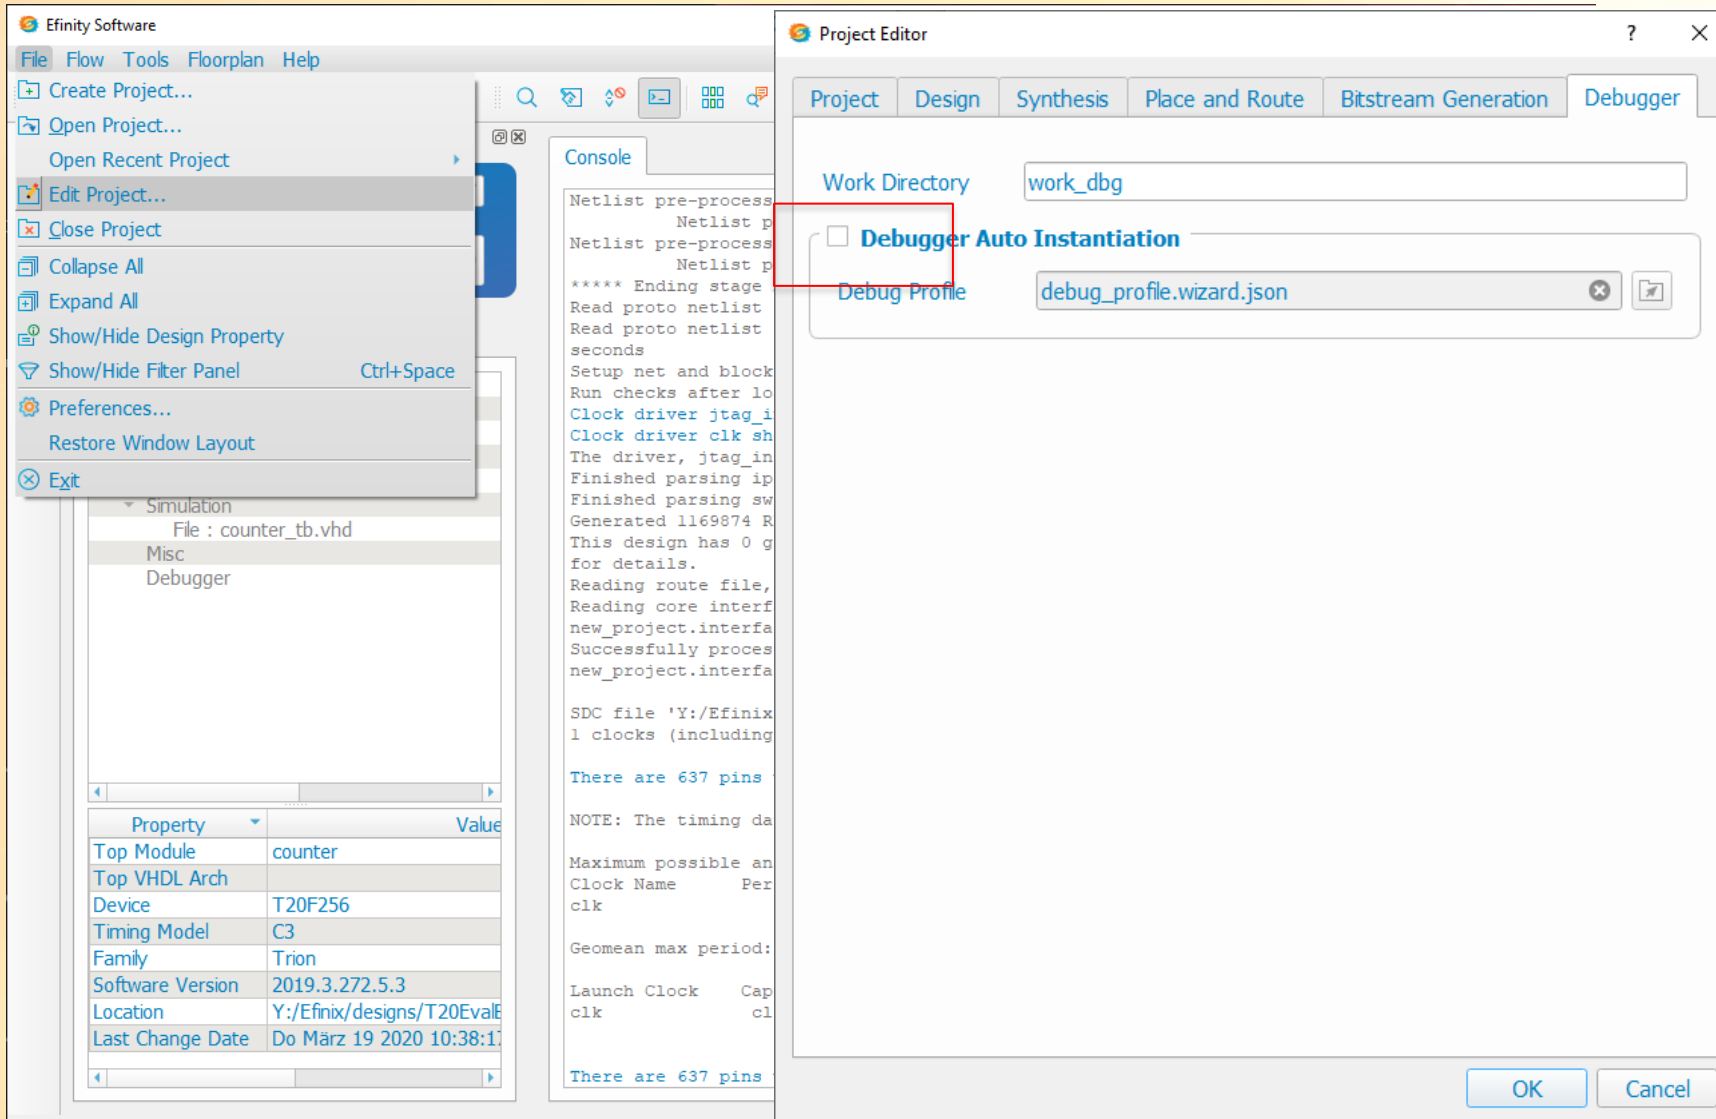 Efinity Software
File Flow Tools Floorplan Help
Create Project...
Open Project...
Open Recent Project
Edit Project...
Close Project
Collapse All
Expand All
Show/Hide Design Property
Show/Hide Filter Panel Ctrl+Space
Preferences...
Restore Window Layout
Exit
Simulation
File : counter_tb.vhd
Misc
Debugger
Property Value
Top Module counter
Top VHDL Arch
Device T20F256
Timing Model C3
Family Trion
Software Version 2019.3.272.5.3
Location Y:/Efinix/designs/T20Eval
Last Change Date Do März 19 2020 10:38:1
Console
Netlist pre-process
Netlist p
Netlist pre-process
Netlist p
***** Ending stage
Read proto netlist
Read proto netlist
seconds
Setup net and block
Run checks after lo
Clock driver jtag_i
Clock driver clk sh
The driver, jtag_in
Finished parsing ip
Finished parsing sw
Generated 1169874 R
This design has 0 g
for details.
Reading route file,
Reading core interf
new_project.interfa
Successfully proces
new_project.interfa
SDC file 'Y:/Efinix
1 clocks (including
There are 637 pins
NOTE: The timing da
Maximum possible an
Clock Name Per
clk
Geomean max period:
Launch Clock Cap
clk cl
There are 637 pins
Project Editor
?
Project Design Synthesis Place and Route Bitstream Generation Debugger
Work Directory work_dbg
Debugger Auto Instantiation
Debug Profile debug_profile.wizard.json
OK Cancel